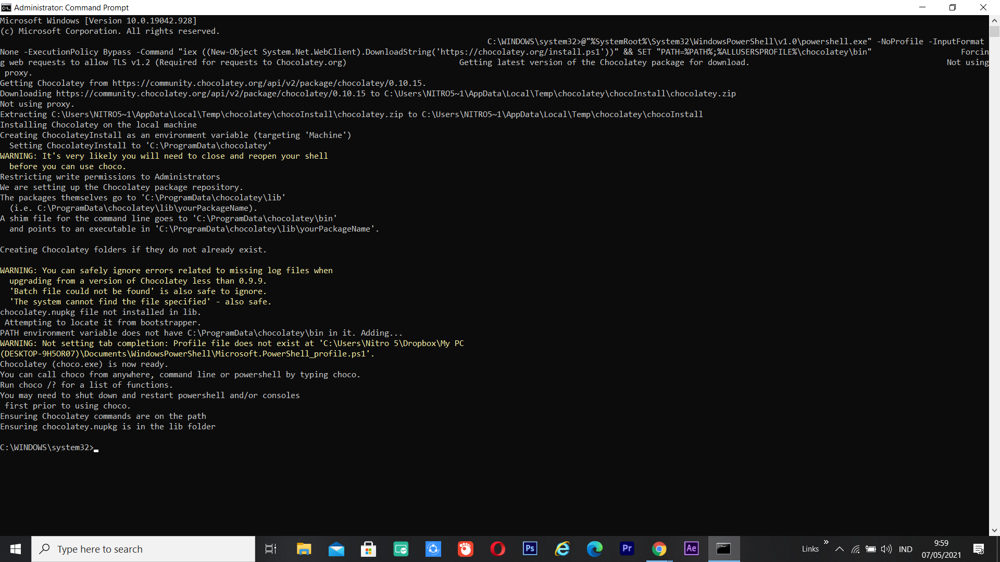 Administrator: Command Prompt
Microsoft Windows [Version 10.0.19042.928]
(c) Microsoft Corporation. All rights reserved.
C:\WINDOWS\system32>@"%SystemRoot%\System32\WindowsPowerShell\v1.0\powershell.exe" -NoProfile -InputFormat
None -ExecutionPolicy Bypass -Command "iex ((New-Object System.Net.WebClient).DownloadString('https://chocolatey.org/install.ps1'))" && SET "PATH=%PATH%;%ALLUSERSPROFILE%\chocolatey\bin" Forcin
g web requests to allow TLS v1.2 (Required for requests to Chocolatey.org) Getting latest version of the Chocolatey package for download. Not using
proxy.
Getting Chocolatey from https://community.chocolatey.org/api/v2/package/chocolatey/0.10.15.
Downloading https://community.chocolatey.org/api/v2/package/chocolatey/0.10.15 to C:\Users\NITRO5~1\AppData\Local\Temp\chocolatey\chocoInstall\chocolatey.zip
Not using proxy.
Extracting C:\Users\NITRO5~1\AppData\Local\Temp\chocolatey\chocoInstall\chocolatey.zip to C:\Users\NITRO5~1\AppData\Local\Temp\chocolatey\chocoInstall
Installing Chocolatey on the local machine
Creating ChocolateyInstall as an environment variable (targeting 'Machine')
Setting ChocolateyInstall to 'C:\ProgramData\chocolatey'
WARNING: It's very likely you will need to close and reopen your shell
before you can use choco.
Restricting write permissions to Administrators
We are setting up the Chocolatey package repository.
The packages themselves go to 'C:\ProgramData\chocolatey\lib'
(i.e. C:\ProgramData\chocolatey\lib\yourPackageName).
A shim file for the command line goes to 'C:\ProgramData\chocolatey\bin'
and points to an executable in 'C:\ProgramData\chocolatey\lib\yourPackageName'.
Creating Chocolatey folders if they do not already exist.
WARNING: You can safely ignore errors related to missing log files when
upgrading from a version of Chocolatey less than 0.9.9.
'Batch file could not be found' is also safe to ignore.
'The system cannot find the file specified' - also safe.
chocolatey.nupkg file not installed in lib.
Attempting to locate it from bootstrapper.
PATH environment variable does not have C:\ProgramData\chocolatey\bin in it. Adding...
WARNING: Not setting tab completion: Profile file does not exist at 'C:\Users\Nitro 5\Dropbox\My PC
(DESKTOP-9H5OR07)\Documents\WindowsPowerShell\Microsoft.PowerShell_profile.ps1'.
Chocolatey (choco.exe) is now ready.
You can call choco from anywhere, command line or powershell by typing choco.
Run choco /? for a list of functions.
You may need to shut down and restart powershell and/or consoles
first prior to using choco.
Ensuring Chocolatey commands are on the path
Ensuring chocolatey.nupkg is in the lib folder
C:\WINDOWS\system32>
Type here to search
Ps
Pr
Ae
Links
IND
9:59
07/05/2021